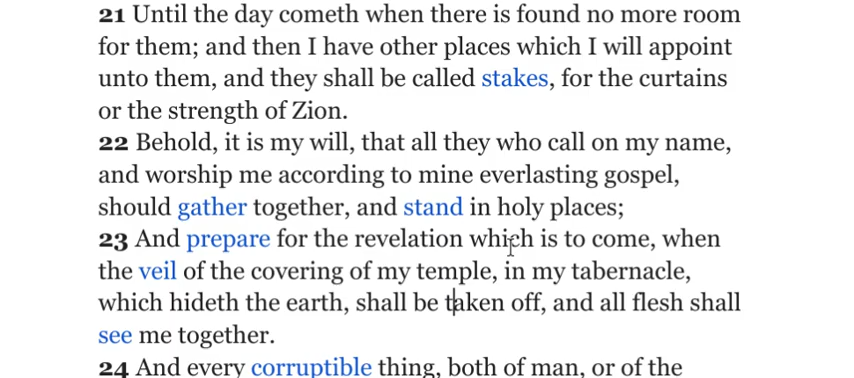 21 Until the day cometh when there is found no more room
for them; and then I have other places which I will appoint
unto them, and they shall be called stakes, for the curtains
or the strength of Zion.
22 Behold, it is my will, that all they who call on my name,
and worship me according to mine everlasting gospel,
should gather together, and stand in holy places;
23 And prepare for the revelation which is to come, when
the veil of the covering of my temple, in my tabernacle,
which hideth the earth, shall be taken off, and all flesh shall
see me together.
24 And every corruptible thing, both of man, or of the